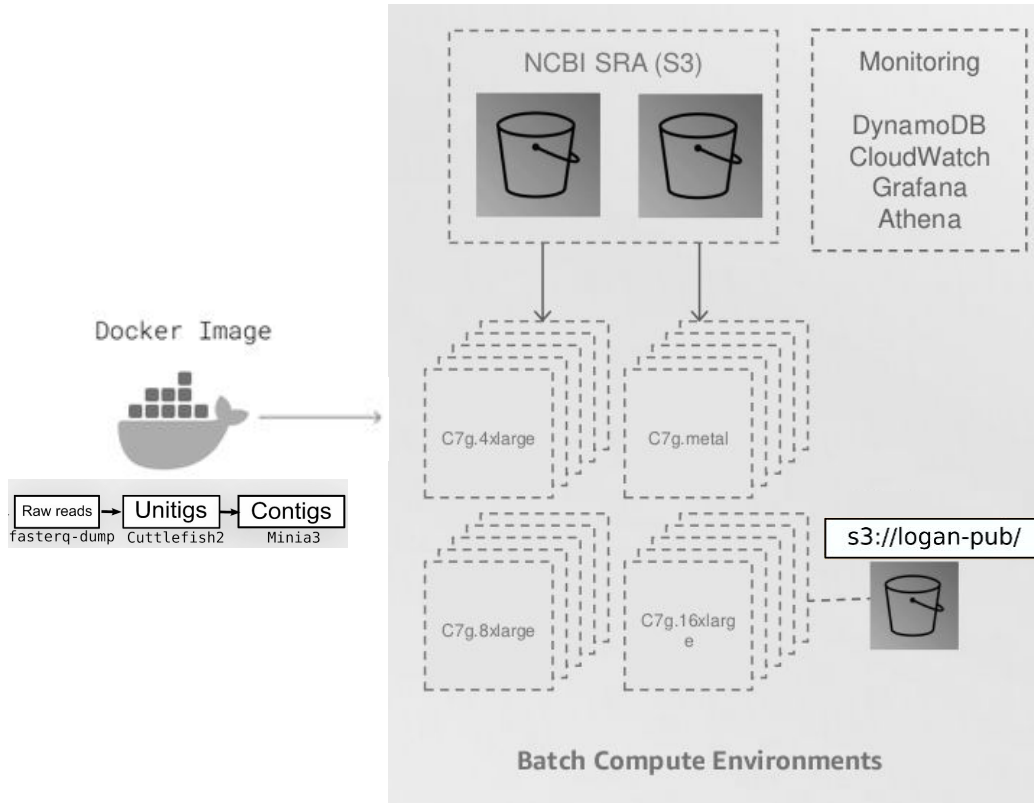 NCBI SRA (S3)
Monitoring
DynamoDB
CloudWatch
Grafana
Athena
Docker Image
C7g.4xlarge
C7g.metal
Raw reads
Unitigs
Contigs
fasterq-dump
Cuttlefish2
Minia3
s3://logan-pub/
C7g.8xlarge
C7g.16xlarg
e
Batch Compute Environments